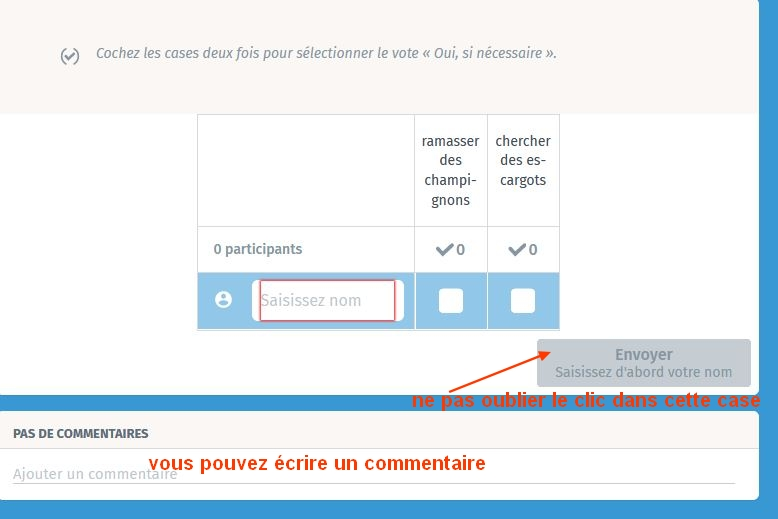 Cochez les cases deux fois pour sélectionner le vote « Oui, si nécessaire ».
ramasser
des
champi-
gnons
chercher
des es-
cargots
0 participants
0
0
Saisissez nom
Envoyer
Saisissez d'abord votre nom
ne pas oublier le clic dans cette case
PAS DE COMMENTAIRES
vous pouvez écrire un commentaire
Ajouter un commentaire